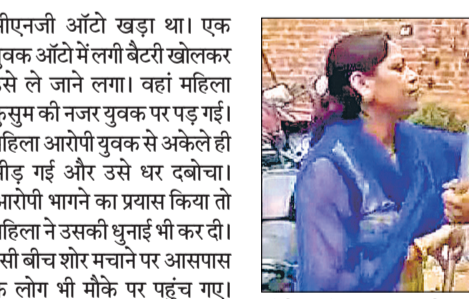 सीएनजी ऑटो खड़ा था। एक
युवक ऑटो में लगी बैटरी खोलकर
उसे ले जाने लगा। वहां महिला
कुसुम की नजर युवक पर पड़ गई।
महिला आरोपी युवक से अकेले ही
गई और उसे धर दबोचा।
आरोपी भागने का प्रयास किया तो
महिला ने उसकी धुनाई भी कर दी।
इसी बीच शोर मचाने पर आसपास
के लोग भी मौके पर पहुंच गए।